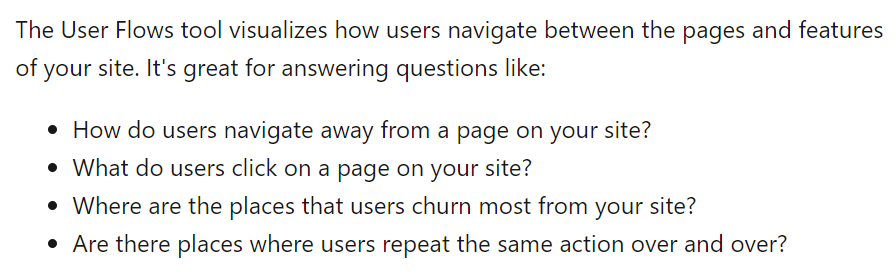 The User Flows tool visualizes how users navigate between the pages and features
of your site. It's great for answering questions like:
• How do users navigate away from a page on your site?
• What do users click on a page on your site?
• Where are the places that users churn most from your site?
• Are there places where users repeat the same action over and over?